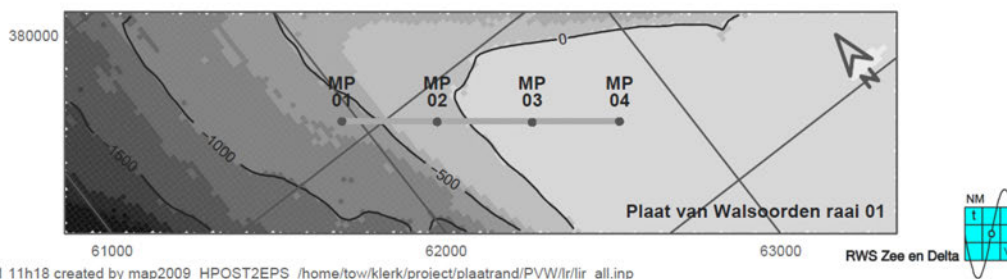 380000
0
N
MP
01
MP
02
MP
03
MP
04
-1000
-1500
-500
Plaat van Walsoorden raai 01
61000
62000
63000
NM
t
RWS Zee en Delta
11h18 created by map2009 HPOST2EPS /home/tow/klerk/project/plaatrand/PVW/lr/lir_all.inp